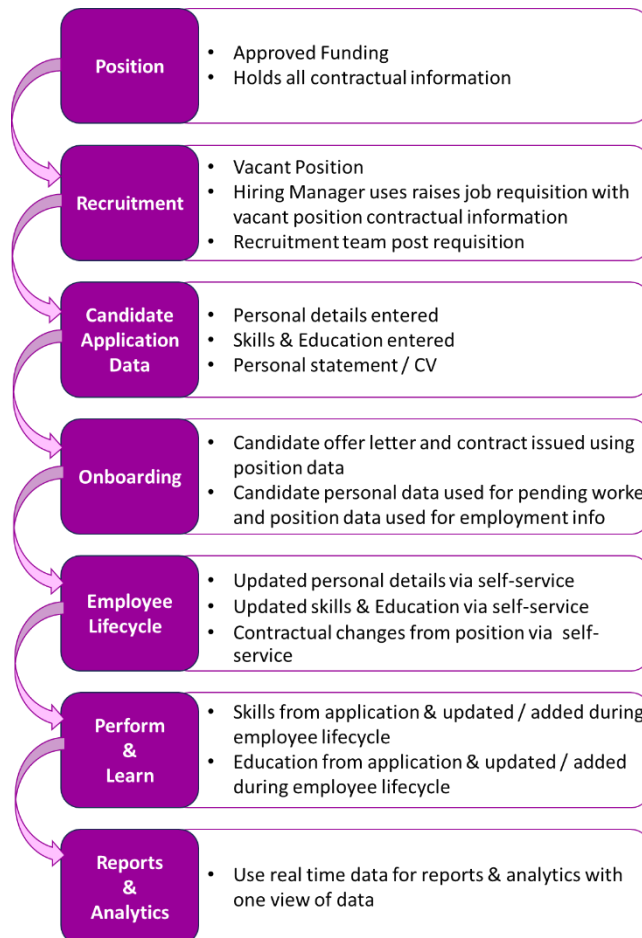 Position
• Approved Funding
• Holds all contractual information
Recruitment
• Vacant Position
• Hiring Manager uses raises job requisition with
vacant position contractual information
• Recruitment team post requisition
Candidate
Application
Data
• Personal details entered
• Skills & Education entered
• Personal statement / CV
Onboarding
• Candidate offer letter and contract issued using
position data
• Candidate personal data used for pending worke
and position data used for employment info
Employee
Lifecycle
• Updated personal details via self-service
• Updated skills & Education via self-service
• Contractual changes from position via self-
service
Perform
&
Learn
• Skills from application & updated / added during
employee lifecycle
• Education from application & updated / added
during employee lifecycle
Reports
&
Analytics
• Use real time data for reports & analytics with
one view of data